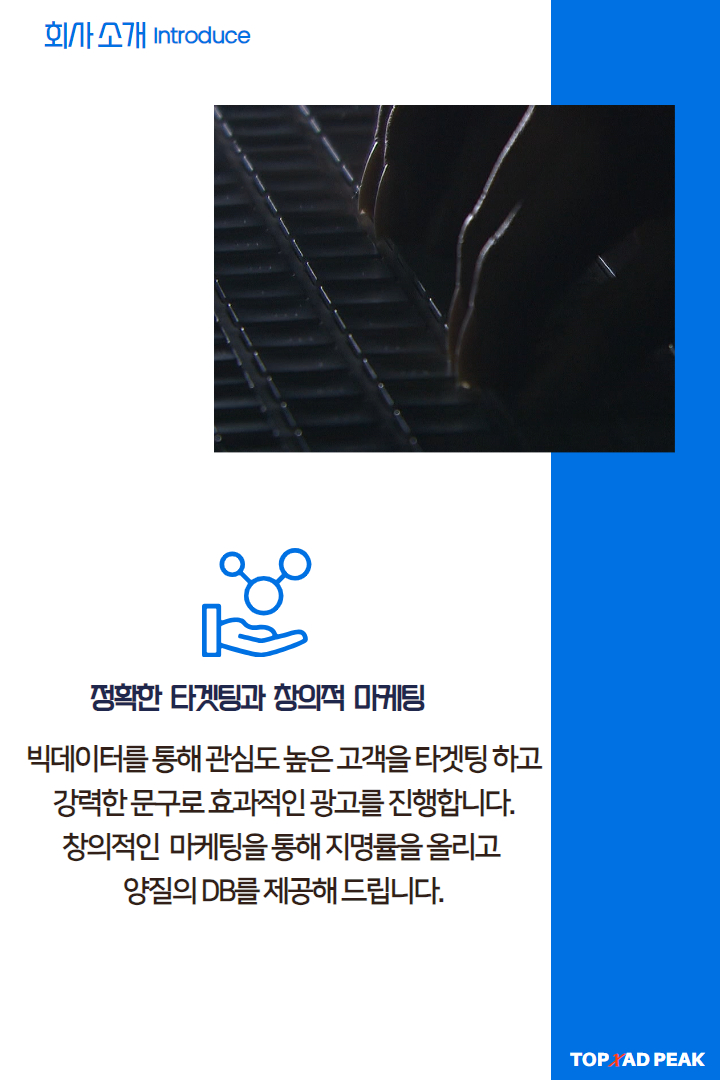 회사 소개 Introduce
정확한 타겟팅과 창의적 마케팅
빅데이터를 통해 관심도 높은 고객을 타겟팅 하고
강력한 문구로 효과적인 광고를 진행합니다.
창의적인 마케팅을 통해 지명률을 올리고
양질의 DB를 제공해 드립니다.
TOP X AD PEAK